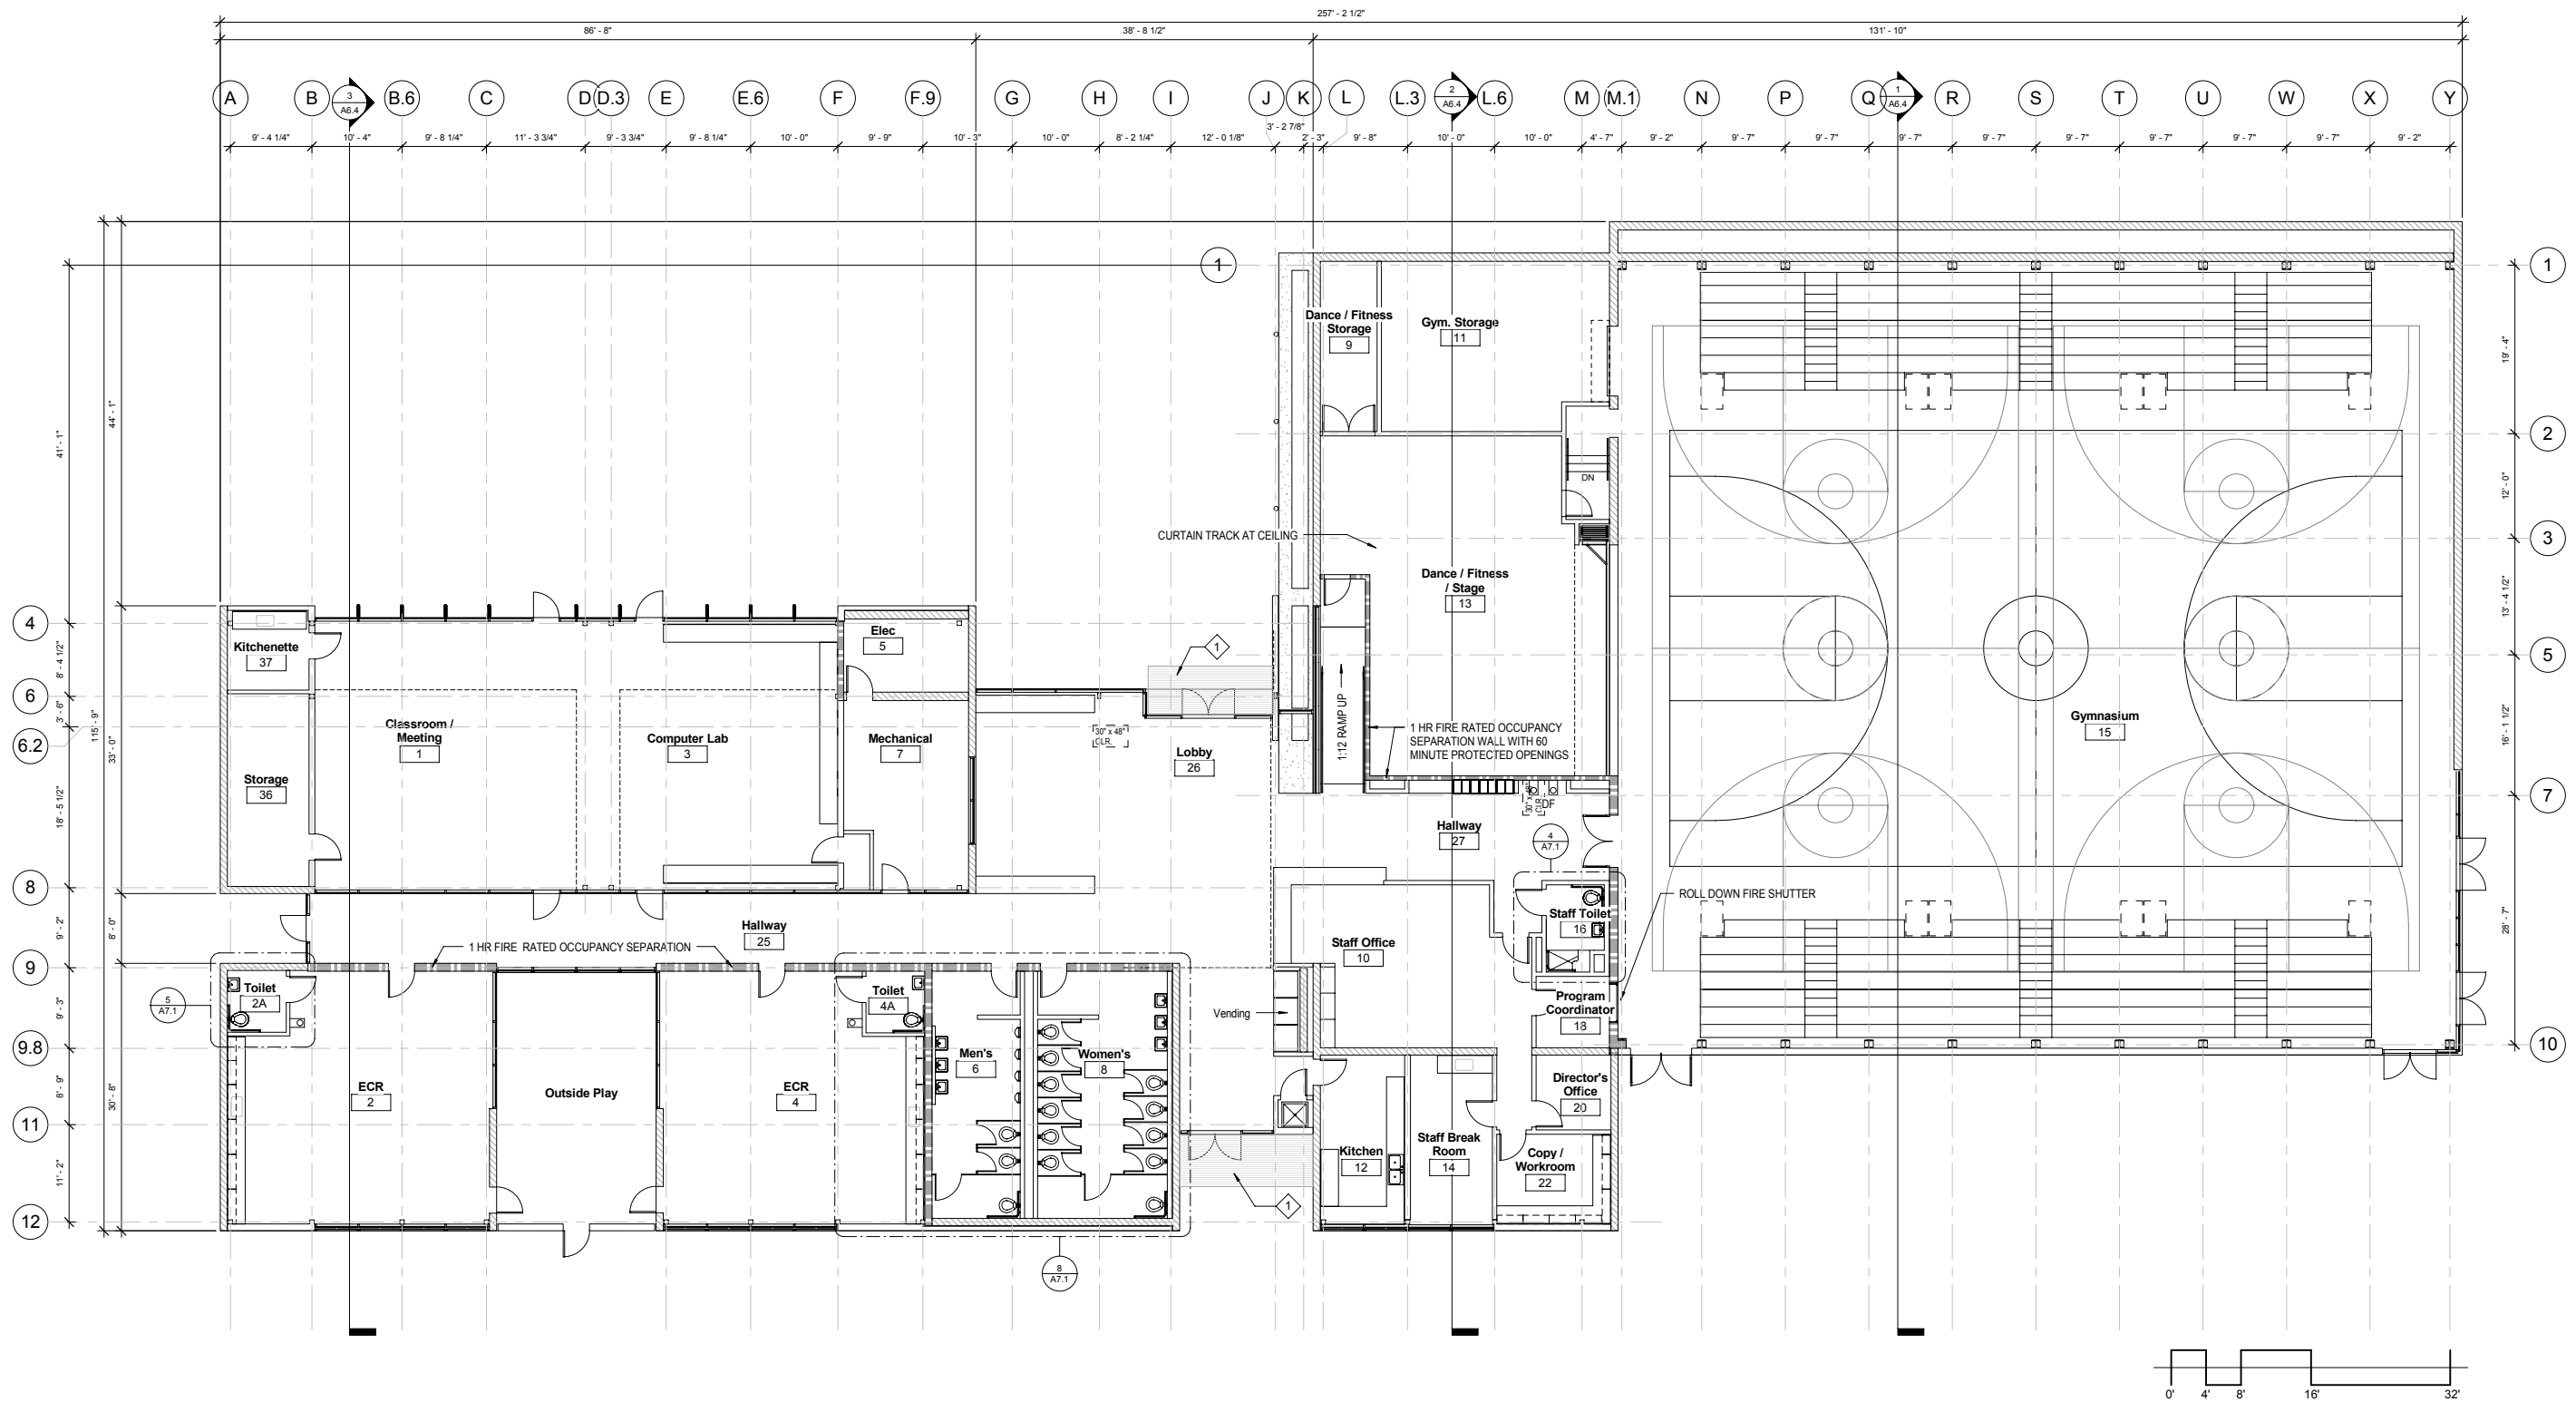 257' - 2 1/2"
86' - 8"
38' - 8 1/2"
131' - 10"
A
B
3
A6.4
B.6
C
D
D.3
E
E.6
F
F.9
G
H
I
J
K
L
L.3
2
A6.4
L.6
M
M.1
N
P
Q
1
A6.4
R
S
T
U
W
X
Y
9' - 4 1/4"
10' - 4"
9' - 8 1/4"
11' - 3 3/4"
9' - 3 3/4"
9' - 8 1/4"
10' - 0"
9' - 9"
10' - 3"
10' - 0"
8' - 2 1/4"
12' - 0 1/8"
3' - 2 7/8"
2' - 3"
9' - 8"
10' - 0"
10' - 0"
4' - 7"
9' - 2"
9' - 7"
9' - 7"
9' - 7"
9' - 7"
9' - 7"
9' - 7"
9' - 7"
9' - 7"
9' - 2"
1
1
2
3
5
7
10
19' - 4"
12' - 0"
13' - 4 1/2"
16' - 1 1/2"
28' - 7"
4
6
6.2
8
9
9.8
11
12
41' - 1"
8' - 4 1/2"
3' - 6"
18' - 5 1/2"
9' - 2"
9' - 3"
8' - 9"
11' - 2"
115' - 9"
44' - 1"
33' - 0"
8' - 0"
30' - 8"
Dance / Fitness
Storage
9
Gym. Storage
11
DN
CURTAIN TRACK AT CEILING
Dance / Fitness
/ Stage
13
1:12 RAMP UP
1 HR FIRE RATED OCCUPANCY
SEPARATION WALL WITH 60
MINUTE PROTECTED OPENINGS
Gymnasium
15
Kitchenette
37
Storage
36
Classroom /
Meeting
1
Computer Lab
3
Elec
5
Mechanical
7
1
30" x 48"
CLR.
Lobby
26
30" x 48"
CLR.
DF
Hallway
27
4
A7.1
ROLL DOWN FIRE SHUTTER
Staff Toilet
16
Staff Office
10
Hallway
25
1 HR FIRE RATED OCCUPANCY SEPARATION
5
A7.1
Toilet
2A
Toilet
4A
ECR
2
Outside Play
ECR
4
Men's
6
Women's
8
Vending
Program
Coordinator
18
Director's
Office
20
Kitchen
12
Staff Break
Room
14
Copy /
Workroom
22
1
8
A7.1
0'
4'
8'
16'
32'